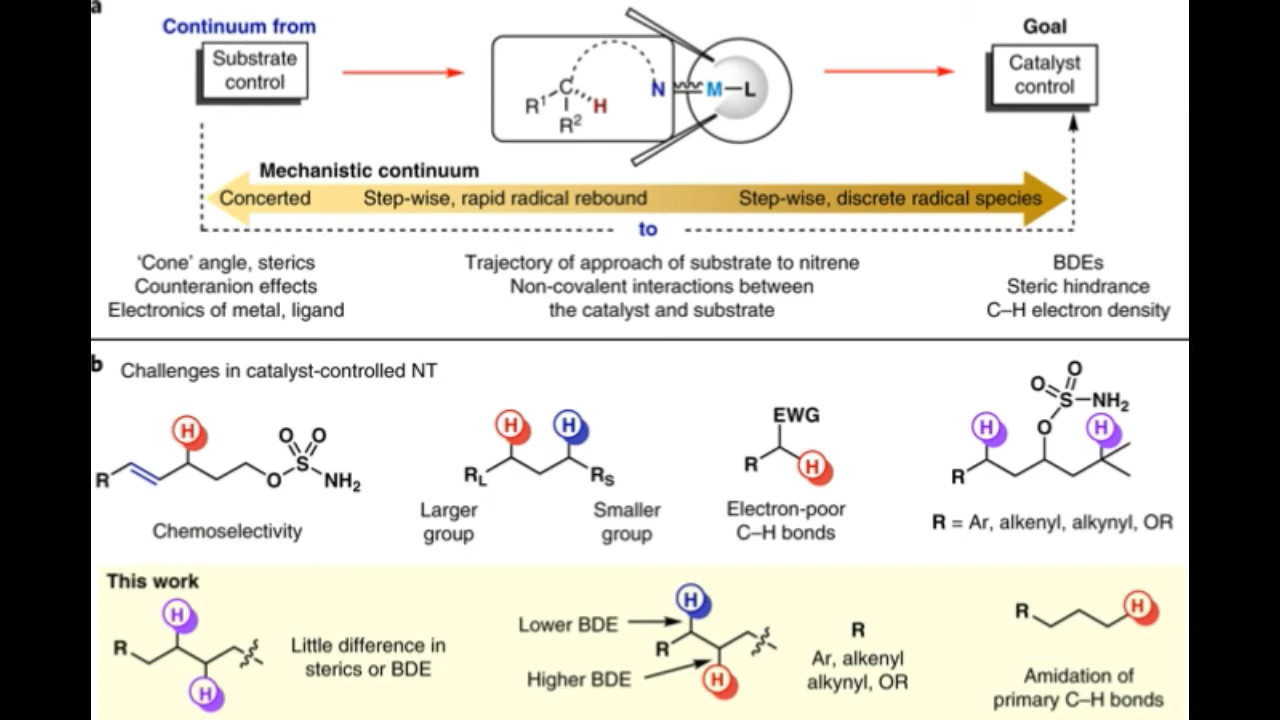 a
Continuum from
Substrate
control
R¹ C H
R²
N M–L
Goal
Catalyst
control
Mechanistic continuum
Concerted
Step-wise, rapid radical rebound
Step-wise, discrete radical species
to
'Cone' angle, sterics
Counteranion effects
Electronics of metal, ligand
Trajectory of approach of substrate to nitrene
Non-covalent interactions between
the catalyst and substrate
BDEs
Steric hindrance
C–H electron density
b
Challenges in catalyst-controlled NT
H
O O
S
R
O
NH₂
Chemoselectivity
H H
R_L R_S
Larger
group
Smaller
group
EWG
R
H
Electron-poor
C–H bonds
O
O S–NH₂
O
H H
R
R = Ar, alkenyl, alkynyl, OR
This work
H
R
H
Little difference in
sterics or BDE
Lower BDE
H
R
Higher BDE
H
R
Ar, alkenyl
alkynyl, OR
R H
Amidation of
primary C–H bonds